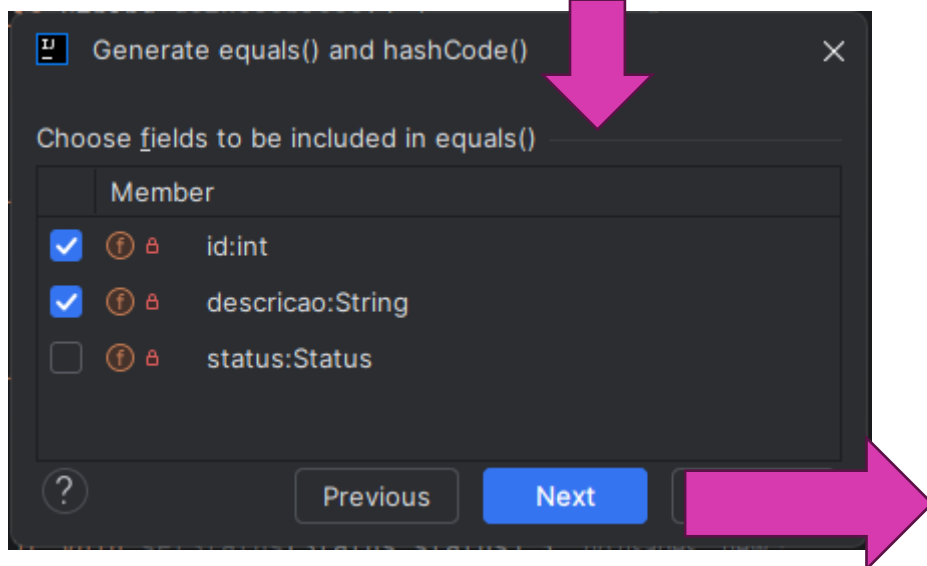 IJ
Generate equals() and hashCode()
Choose fields to be included in equals()
Member
id:int
descricao:String
status:Status
?
Previous
Next